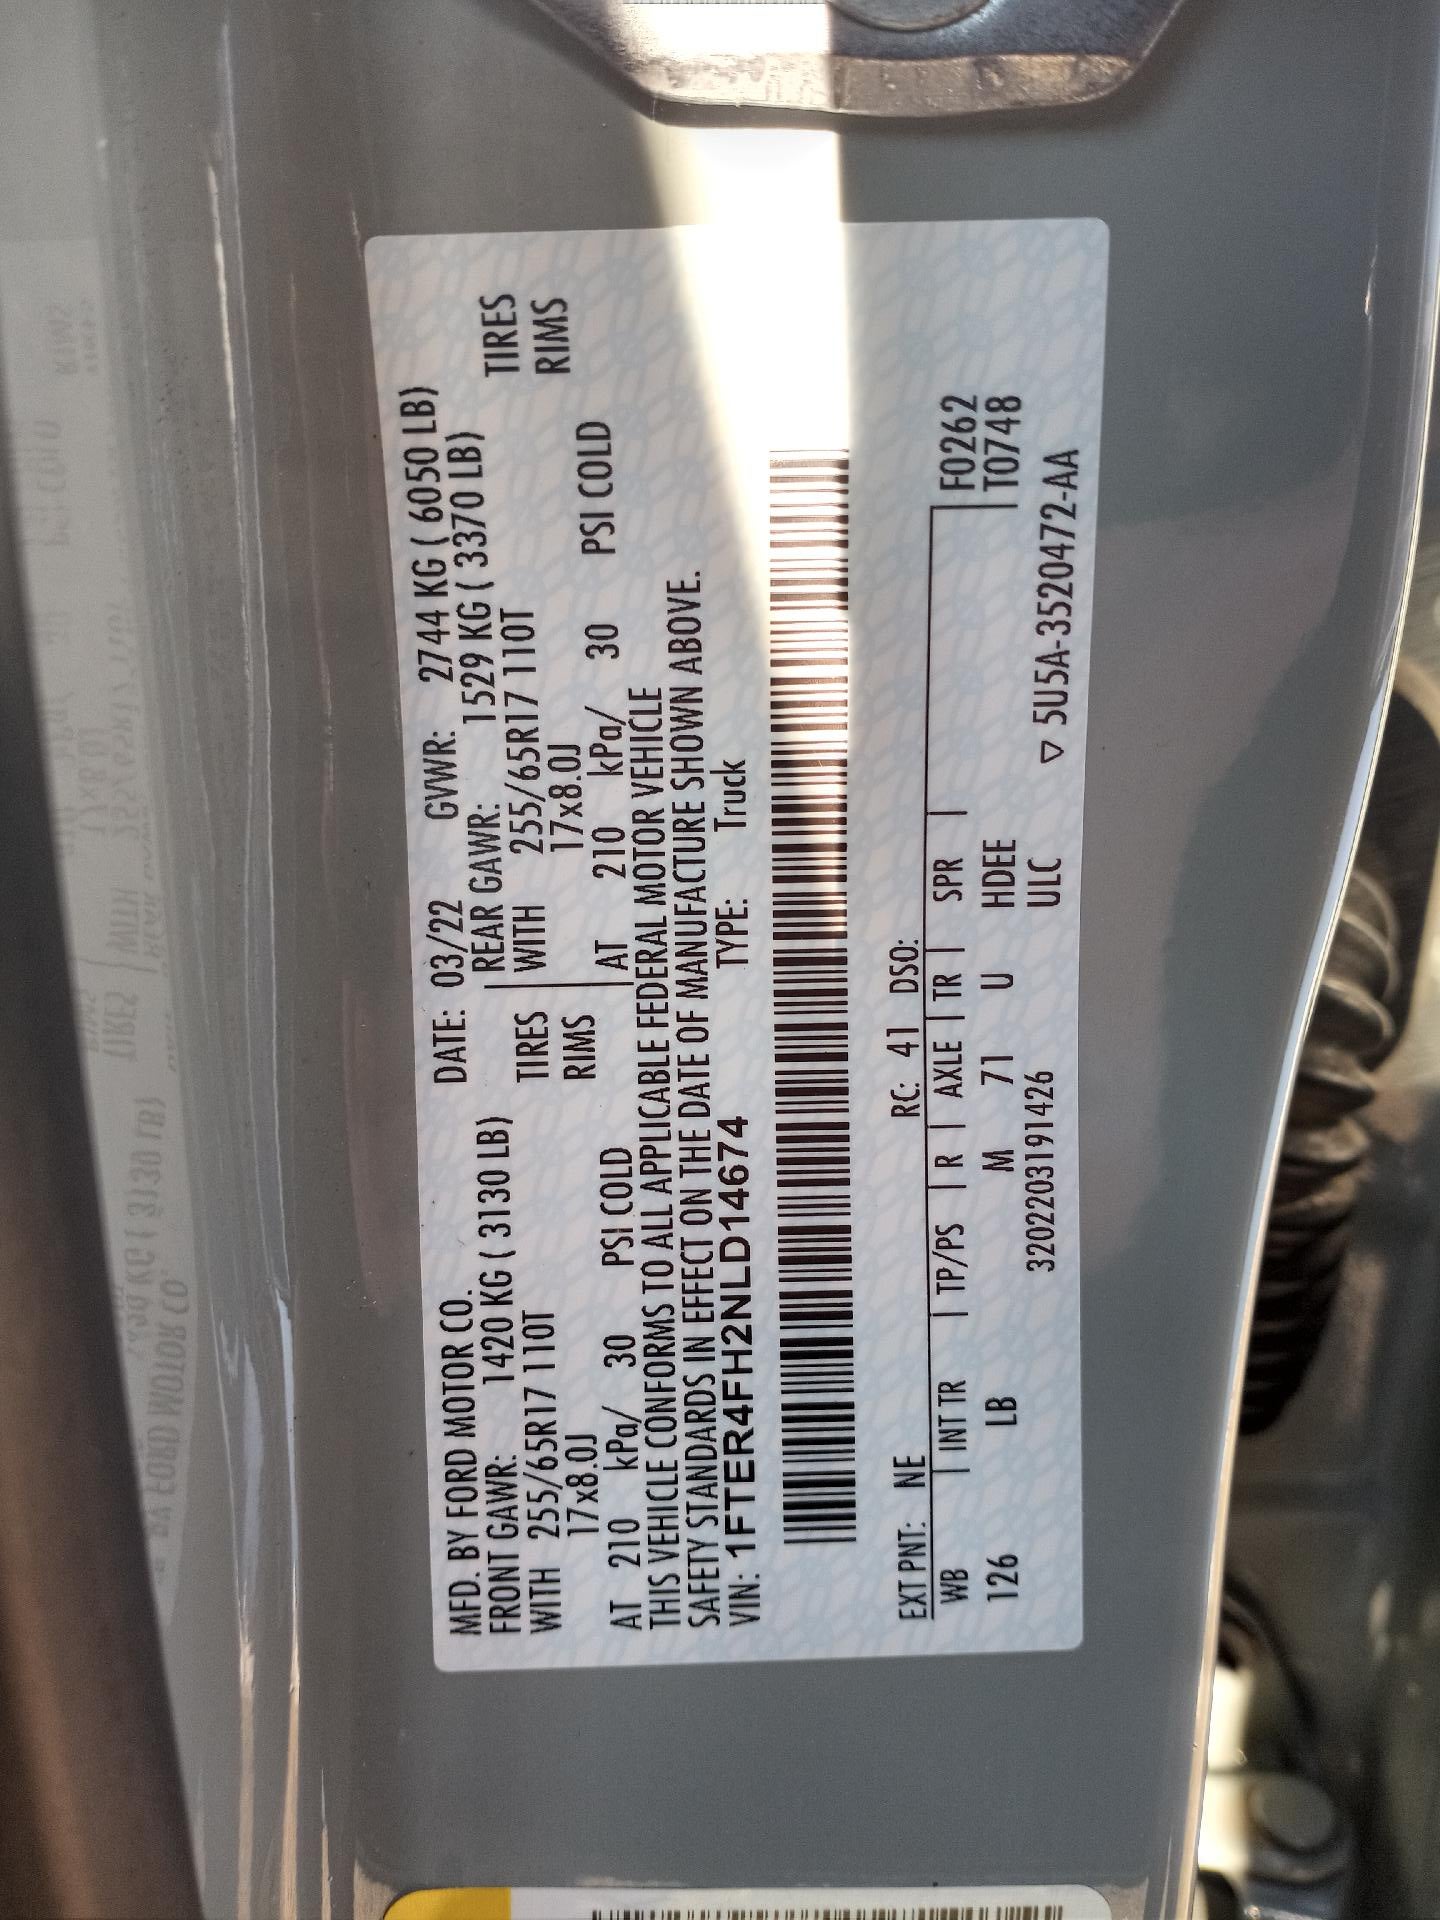 MFD. BY FORD MOTOR CO. DATE: 03/22 GVWR: 2744 KG ( 6050 LB)
FRONT GAWR: 1420 KG ( 3130 LB) REAR GAWR: 1529 KG ( 3370 LB)
WITH 255/65R17 110T TIRES WITH 255/65R17 110T TIRES
17x8.0J RIMS 17x8.0J RIMS
AT 210 kPa/ 30 PSI COLD AT 210 kPa/ 30 PSI COLD
THIS VEHICLE CONFORMS TO ALL APPLICABLE FEDERAL MOTOR VEHICLE
SAFETY STANDARDS IN EFFECT ON THE DATE OF MANUFACTURE SHOWN ABOVE.
VIN: 1FTER4FH2NLD14674 TYPE: Truck
EXT PNT: NE RC: 41 DSO:
WB | INT TR | TP/PS | R | AXLE | TR | SPR | F0262
126 LB M 71 U HDEE T0748
3202203191426 ULC
▽ 5U5A-3520472-AA